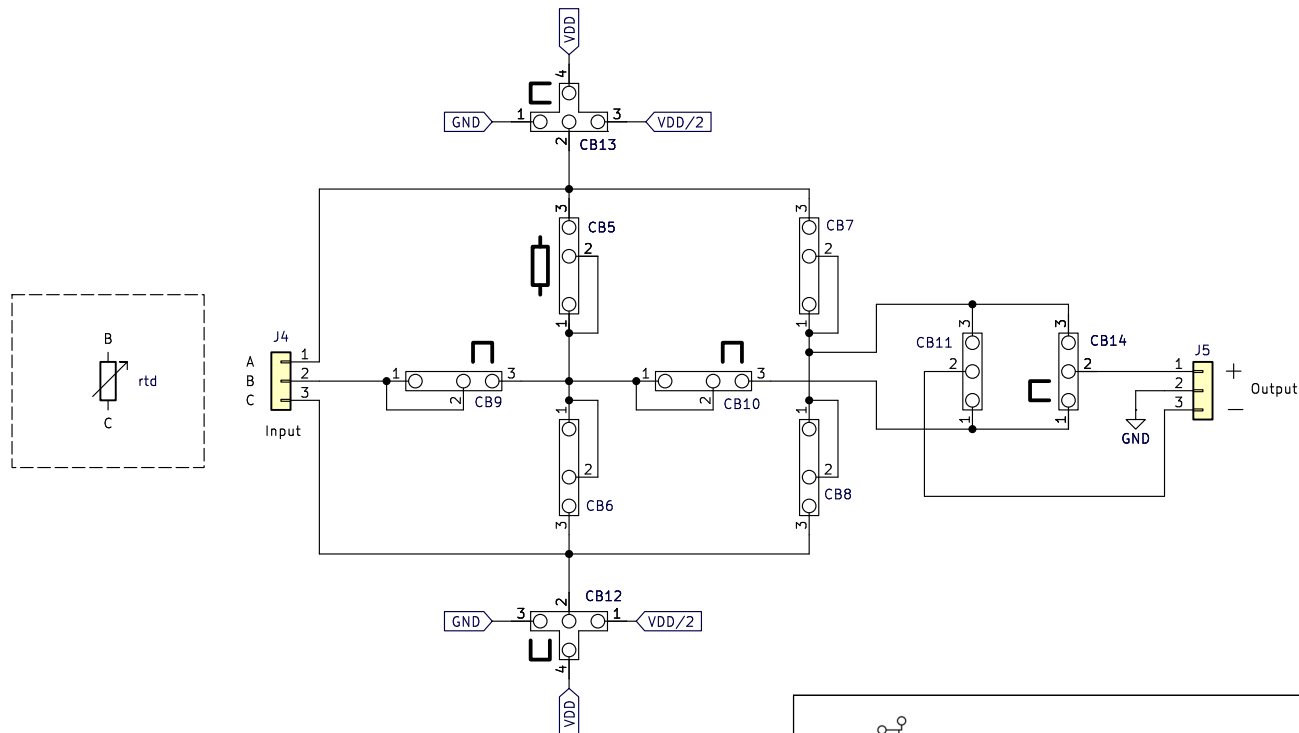 VDD
4
GND
1
3
VDD/2
2
CB13
3
CB5
2
1
3
CB7
2
1
B
rtd
C
J4
A
1
B
2
C
3
Input
1
2
CB9
3
1
2
CB10
3
1
2
CB6
3
1
2
CB8
3
3
CB11
2
1
3
CB14
2
1
J5
1
+
2
Output
3
—
GND
CB12
2
GND
3
1
VDD/2
4
VDD